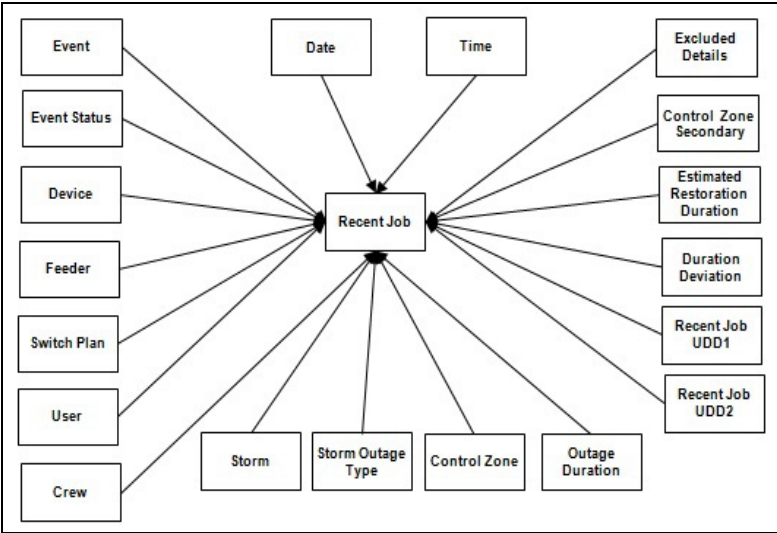 Event
Date
Time
Excluded
Details
Event Status
Control Zone
Secondary
Device
Estimated
Restoration
Duration
Recent Job
Feeder
Duration
Deviation
Switch Plan
Recent Job
UDD1
User
Recent Job
UDD2
Storm
Storm Outage
Type
Control Zone
Outage
Duration
Crew